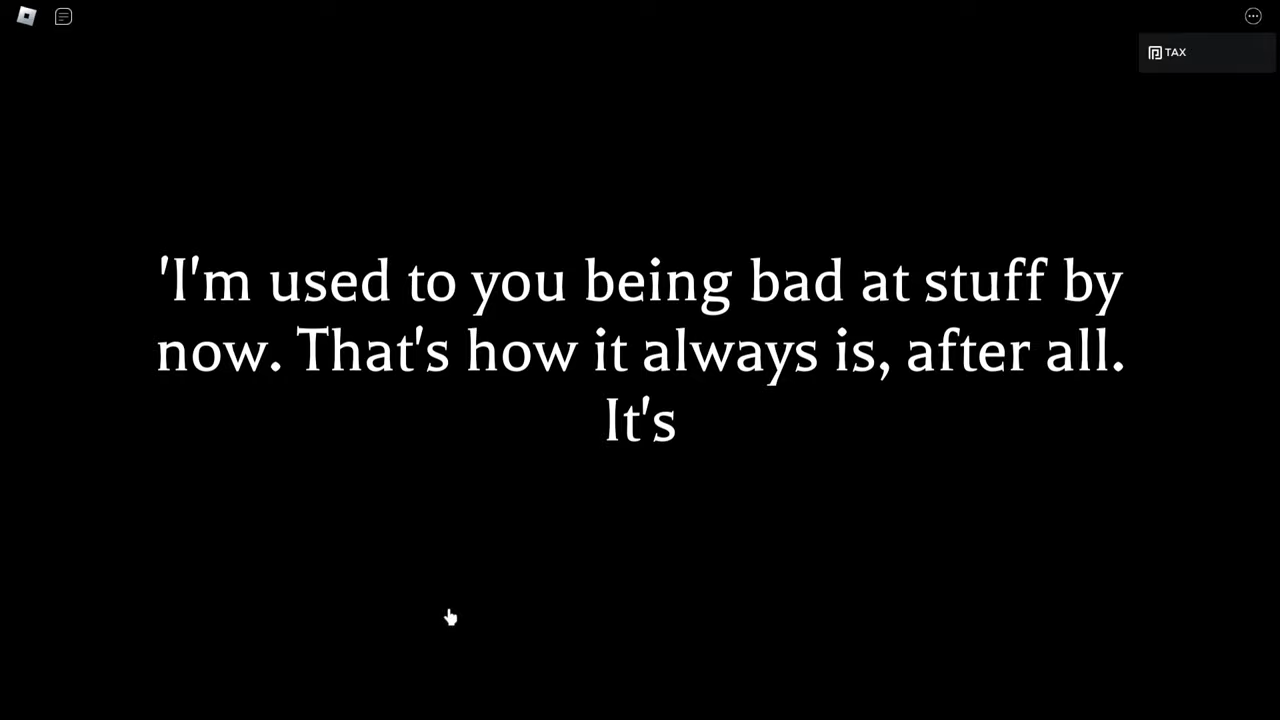 TAX
'I'm used to you being bad at stuff by
now. That's how it always is, after all.
It's